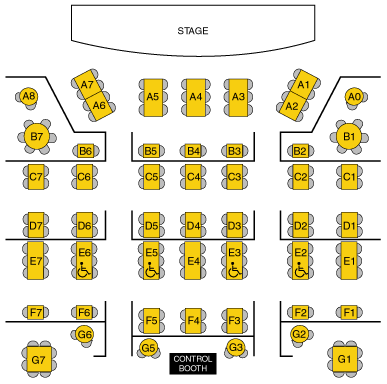 STAGE
A8 A7 A6 A5 A4 A3 A1 A2 A0
B7 B6 B5 B4 B3 B2 B1
C7 C6 C5 C4 C3 C2 C1
D7 D6 D5 D4 D3 D2 D1
E7 E6 E5 E4 E3 E2 E1
F7 F6 F5 F4 F3 F2 F1
G7 G6 G5 G3 G2 G1
CONTROL
BOOTH